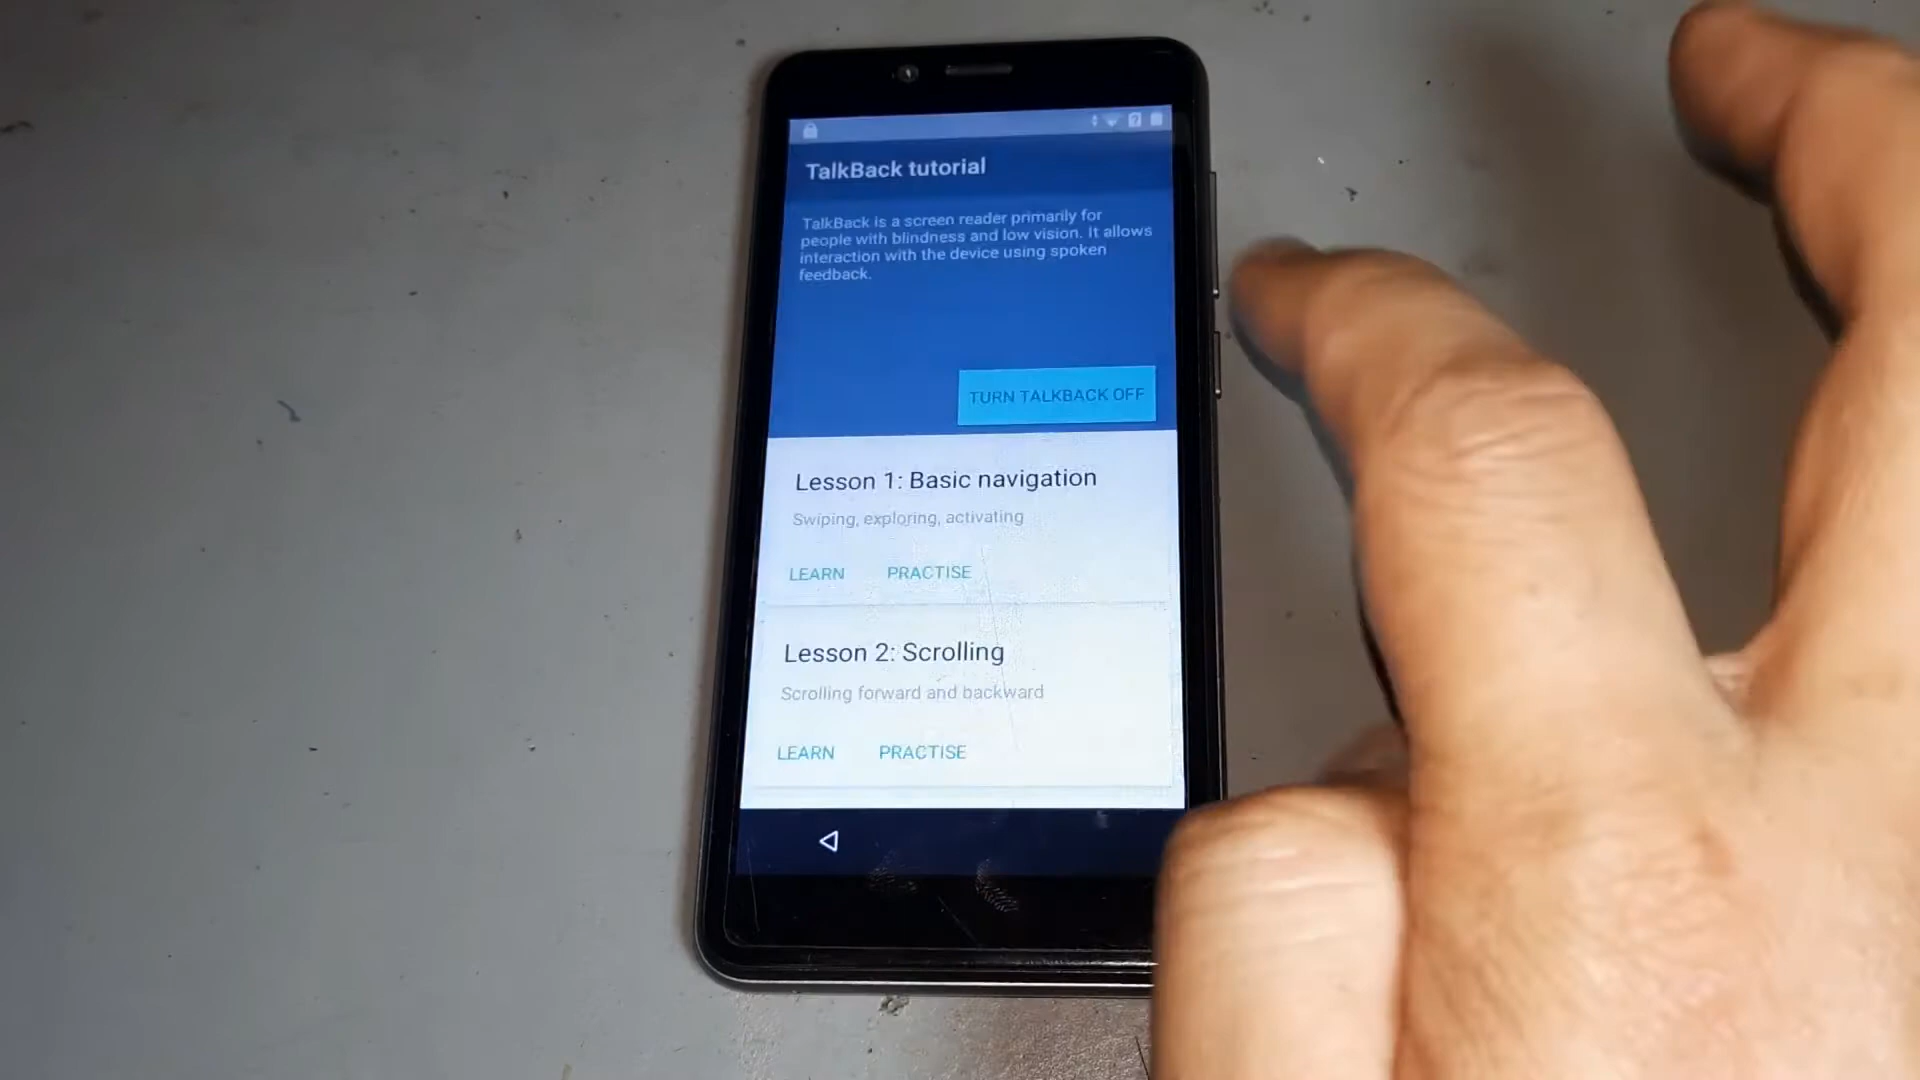 TalkBack tutorial
TalkBack is a screen reader primarily for
people with blindness and low vision. It allows
interaction with the device using spoken
feedback.
TURN TALKBACK OFF
Lesson 1: Basic navigation
Swiping, exploring, activating
LEARN PRACTISE
Lesson 2: Scrolling
Scrolling forward and backward
LEARN PRACTISE